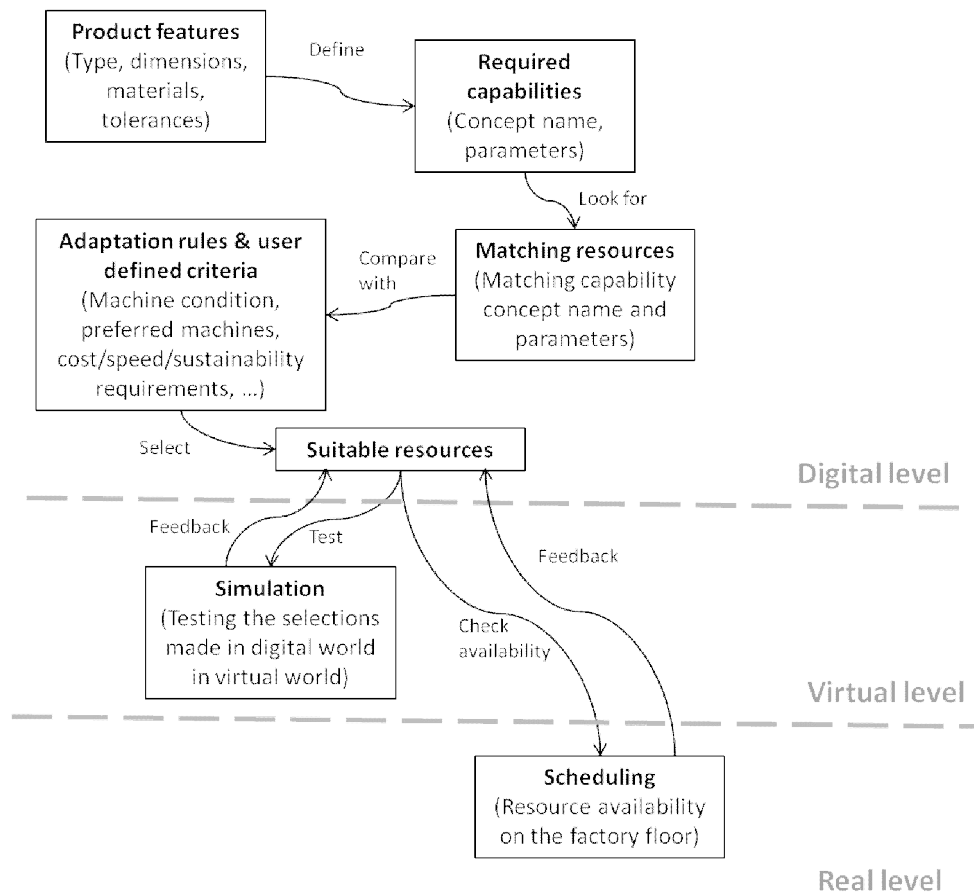 Product features
(Type, dimensions,
materials,
tolerances)
Define
Required
capabilities
(Concept name,
parameters)
Look for
Adaptation rules & user
defined criteria
(Machine condition,
preferred machines,
cost/speed/sustainability
requirements, ...)
Compare
with
Matching resources
(Matching capability
concept name and
parameters)
Select
Suitable resources
Digital level
Feedback
Test
Feedback
Simulation
(Testing the selections
made in digital world
in virtual world)
Check
availability
Virtual level
Scheduling
(Resource availability
on the factory floor)
Real level